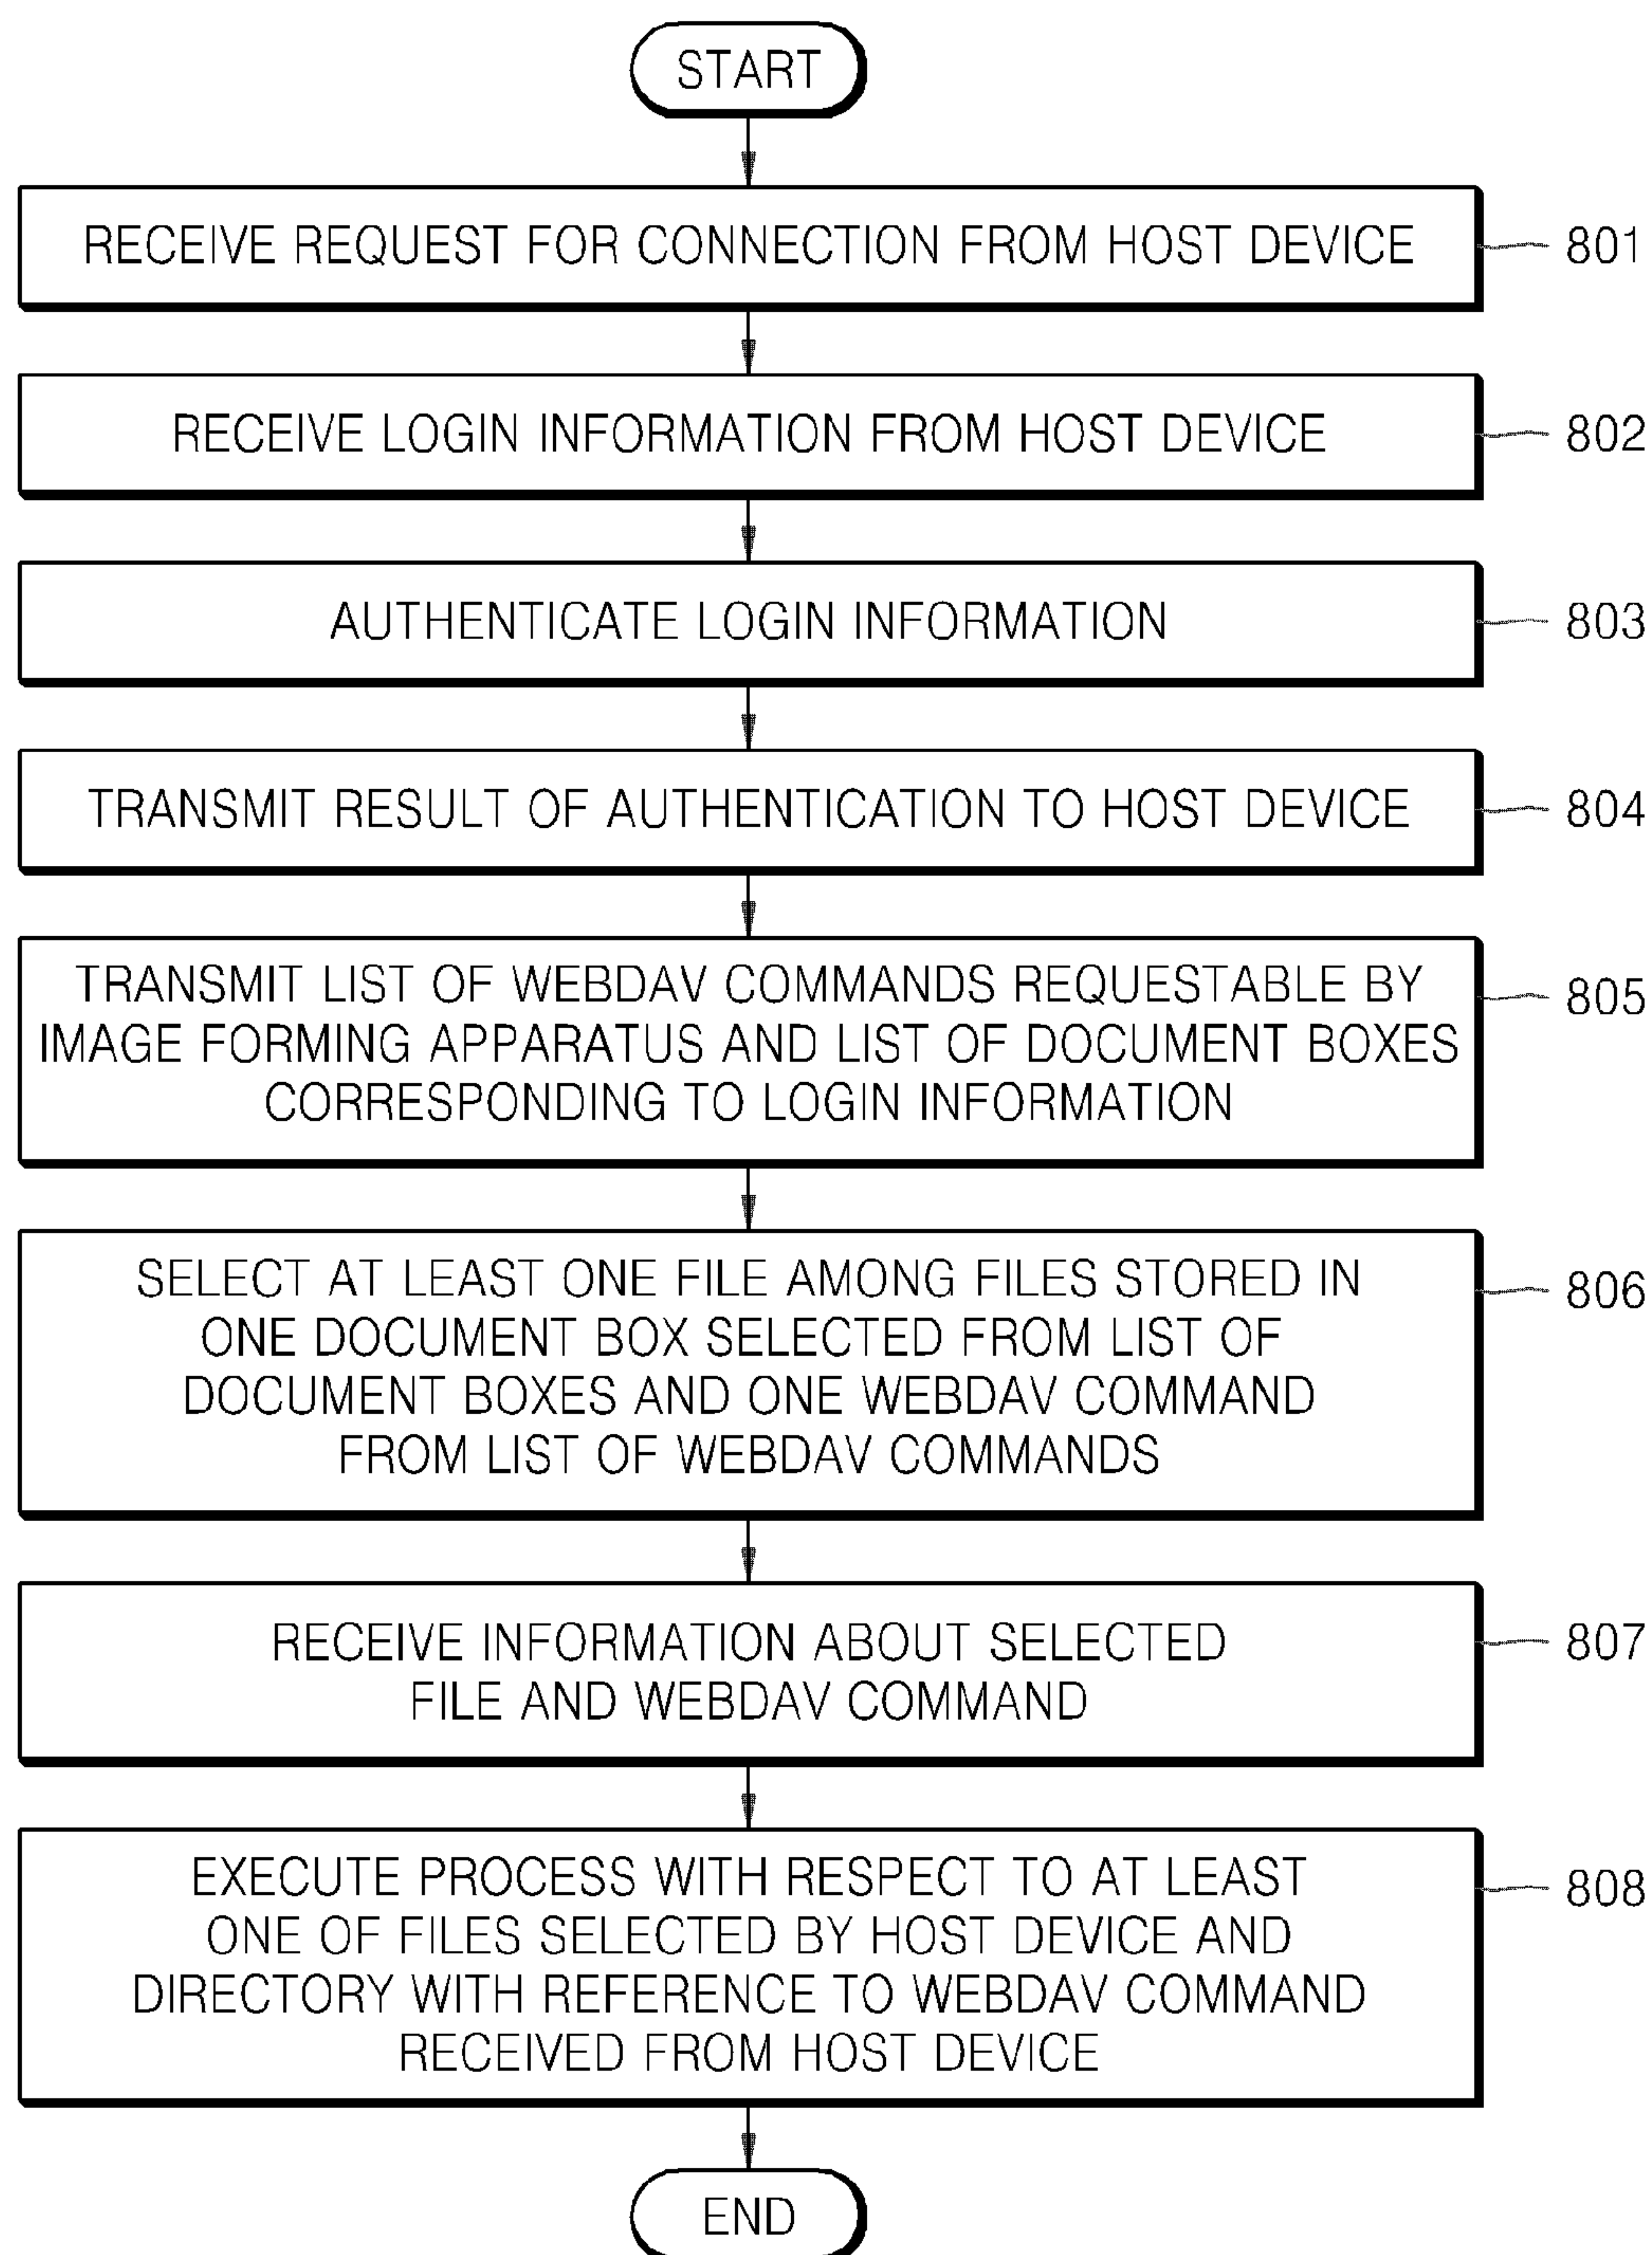 START
RECEIVE REQUEST FOR CONNECTION FROM HOST DEVICE
801
RECEIVE LOGIN INFORMATION FROM HOST DEVICE
802
AUTHENTICATE LOGIN INFORMATION
803
TRANSMIT RESULT OF AUTHENTICATION TO HOST DEVICE
804
TRANSMIT LIST OF WEBDAV COMMANDS REQUESTABLE BY
IMAGE FORMING APPARATUS AND LIST OF DOCUMENT BOXES
CORRESPONDING TO LOGIN INFORMATION
805
SELECT AT LEAST ONE FILE AMONG FILES STORED IN
ONE DOCUMENT BOX SELECTED FROM LIST OF
DOCUMENT BOXES AND ONE WEBDAV COMMAND
FROM LIST OF WEBDAV COMMANDS
806
RECEIVE INFORMATION ABOUT SELECTED
FILE AND WEBDAV COMMAND
807
EXECUTE PROCESS WITH RESPECT TO AT LEAST
ONE OF FILES SELECTED BY HOST DEVICE AND
DIRECTORY WITH REFERENCE TO WEBDAV COMMAND
RECEIVED FROM HOST DEVICE
808
END